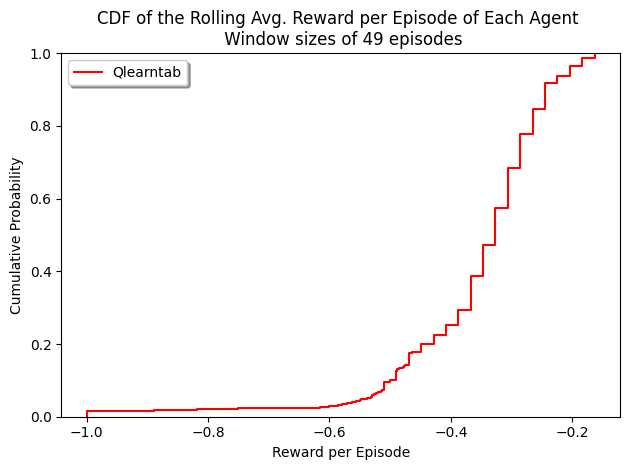 CDF of the Rolling Avg. Reward per Episode of Each Agent
Window sizes of 49 episodes
Qlearntab
1.0
0.8
0.6
0.4
0.2
0.0
Cumulative Probability
−1.0 −0.8 −0.6 −0.4 −0.2
Reward per Episode